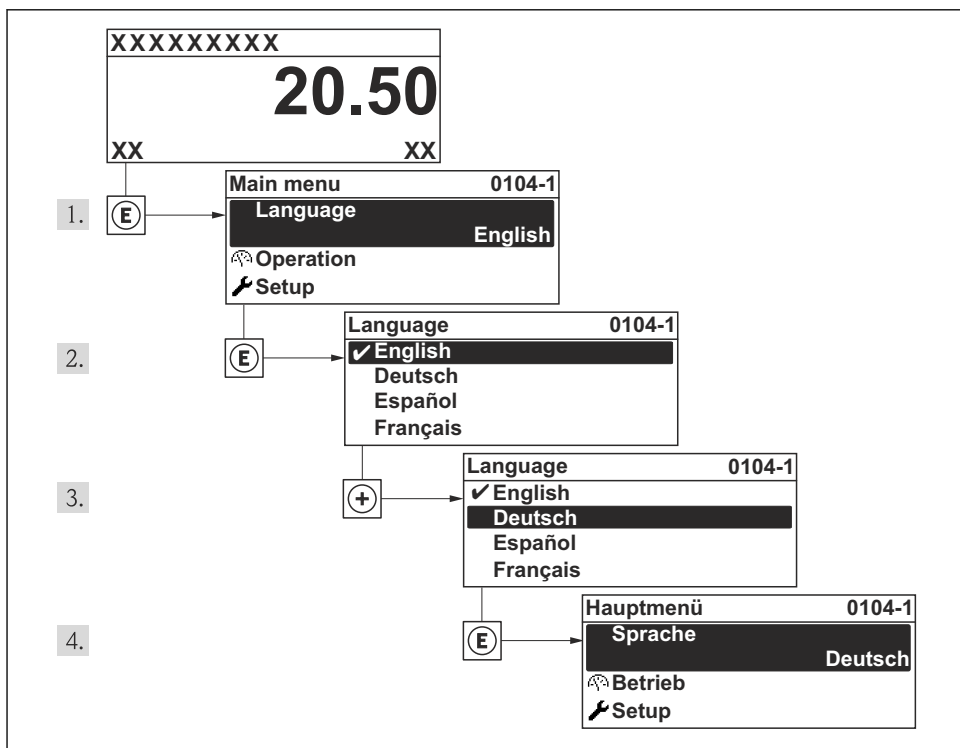 XXXXXXXXX
20.50
XX XX
1. E
Main menu 0104-1
Language
English
Operation
Setup
2. E
Language 0104-1
✔ English
Deutsch
Español
Français
3. +
Language 0104-1
✔ English
Deutsch
Español
Français
4. E
Hauptmenü 0104-1
Sprache
Deutsch
Betrieb
Setup